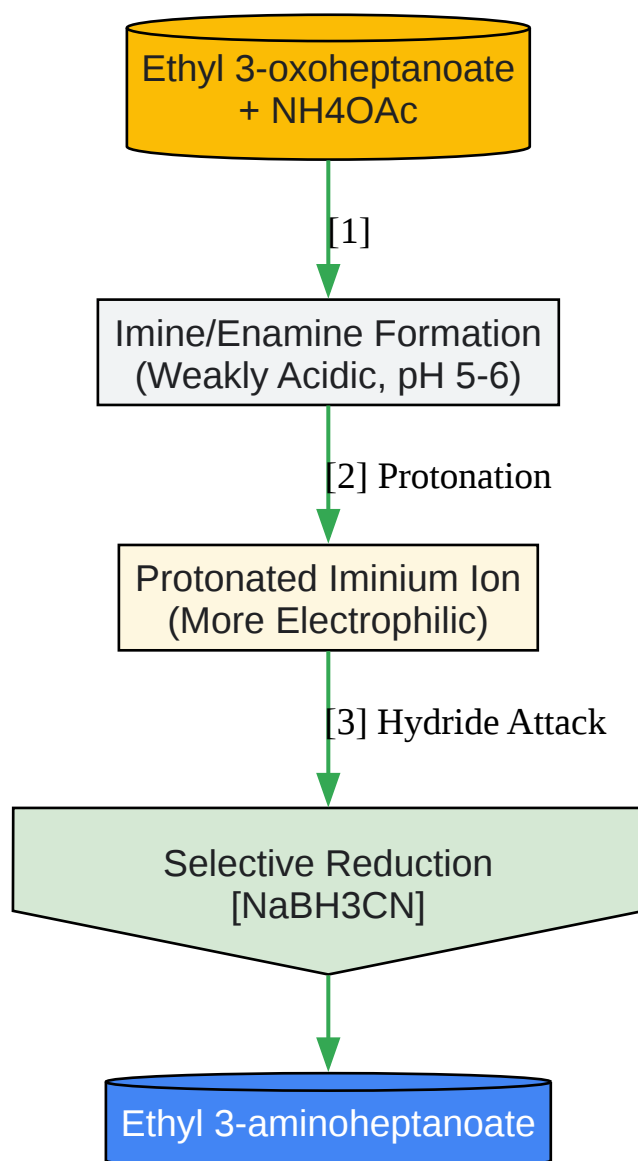 Ethyl 3-oxoheptanoate
+ NH4OAc
[1]
Imine/Enamine Formation
(Weakly Acidic, pH 5-6)
[2] Protonation
Protonated Iminium Ion
(More Electrophilic)
[3] Hydride Attack
Selective Reduction
[NaBH3CN]
Ethyl 3-aminoheptanoate